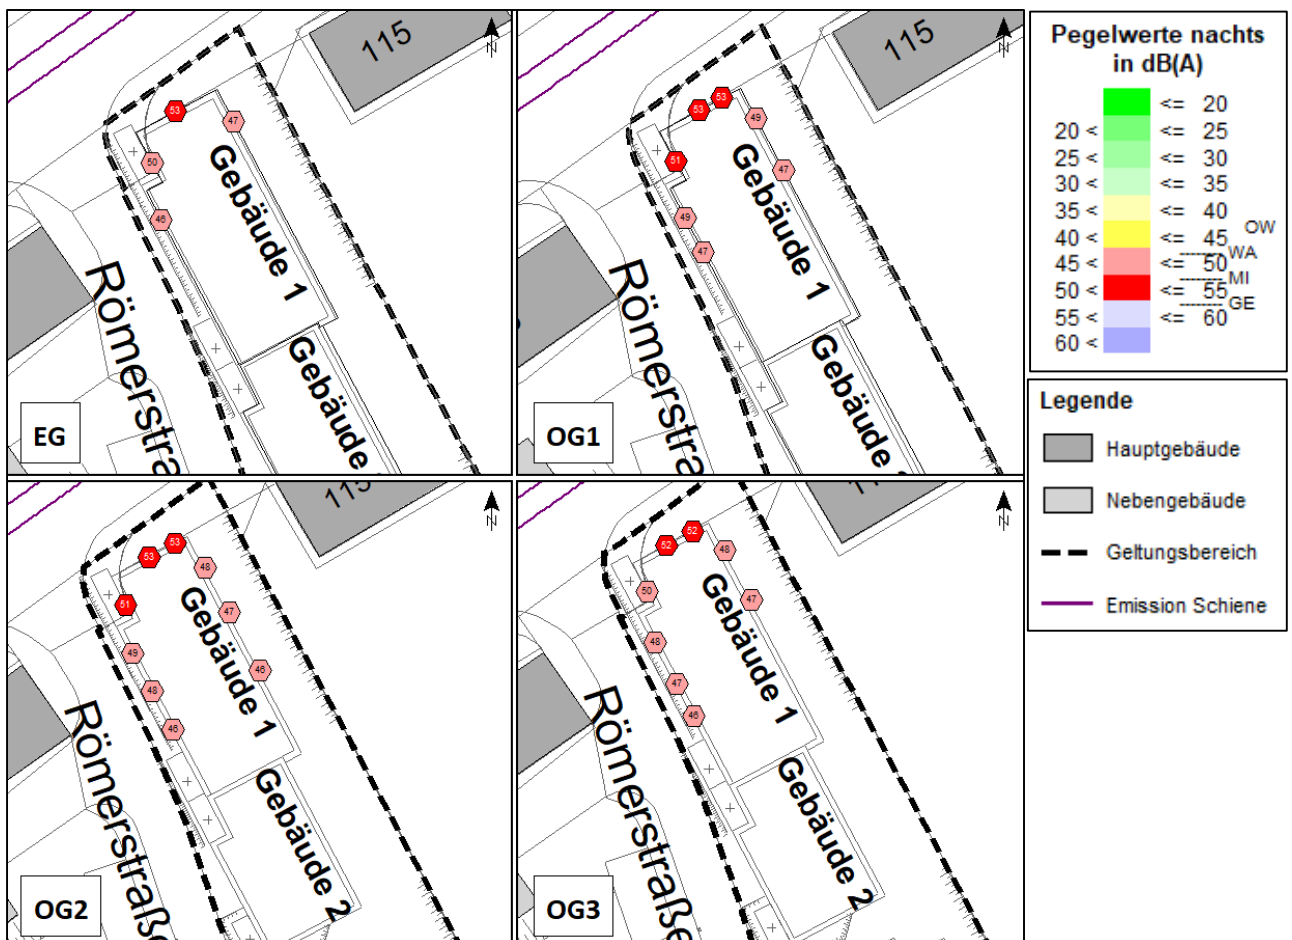 115
N
53
47
50
46
Gebäude 1
Gebäude
Römerstra
EG
115
N
53
53
49
51
47
49
47
Gebäude 1
Gebäude
Römerstra
OG1
115
N
53
53
48
51
47
49
46
48
46
Gebäude 1
Gebäude 2
Römerstraße
OG2
N
52
52
48
50
47
48
47
46
Gebäude 1
Gebäude 2
Römerstraße
OG3
Pegelwerte nachts
in dB(A)
<= 20
20 < <= 25
25 < <= 30
30 < <= 35
35 < <= 40
40 < <= 45 OW
45 < <= 50 WA
50 < <= 55 MI
55 < <= 60 GE
60 <
Legende
Hauptgebäude
Nebengebäude
Geltungsbereich
Emission Schiene